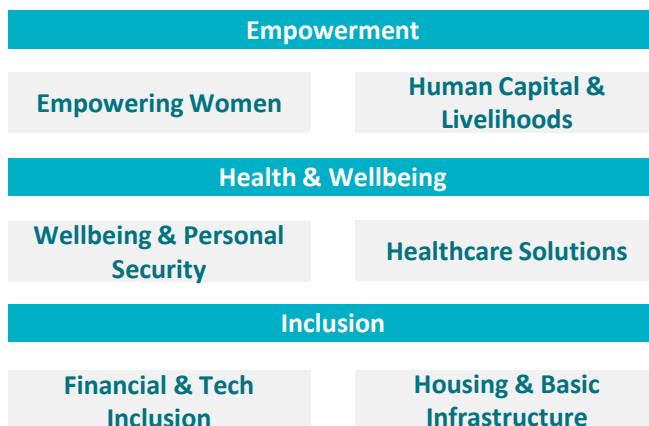 Empowerment
Empowering Women
Human Capital &
Livelihoods
Health & Wellbeing
Wellbeing & Personal
Security
Healthcare Solutions
Inclusion
Financial & Tech
Inclusion
Housing & Basic
Infrastructure